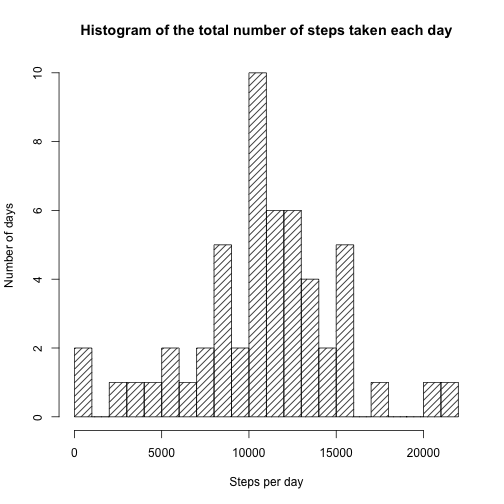 Histogram of the total number of steps taken each day
Number of days
10
8
6
4
2
0
0 5000 10000 15000 20000
Steps per day